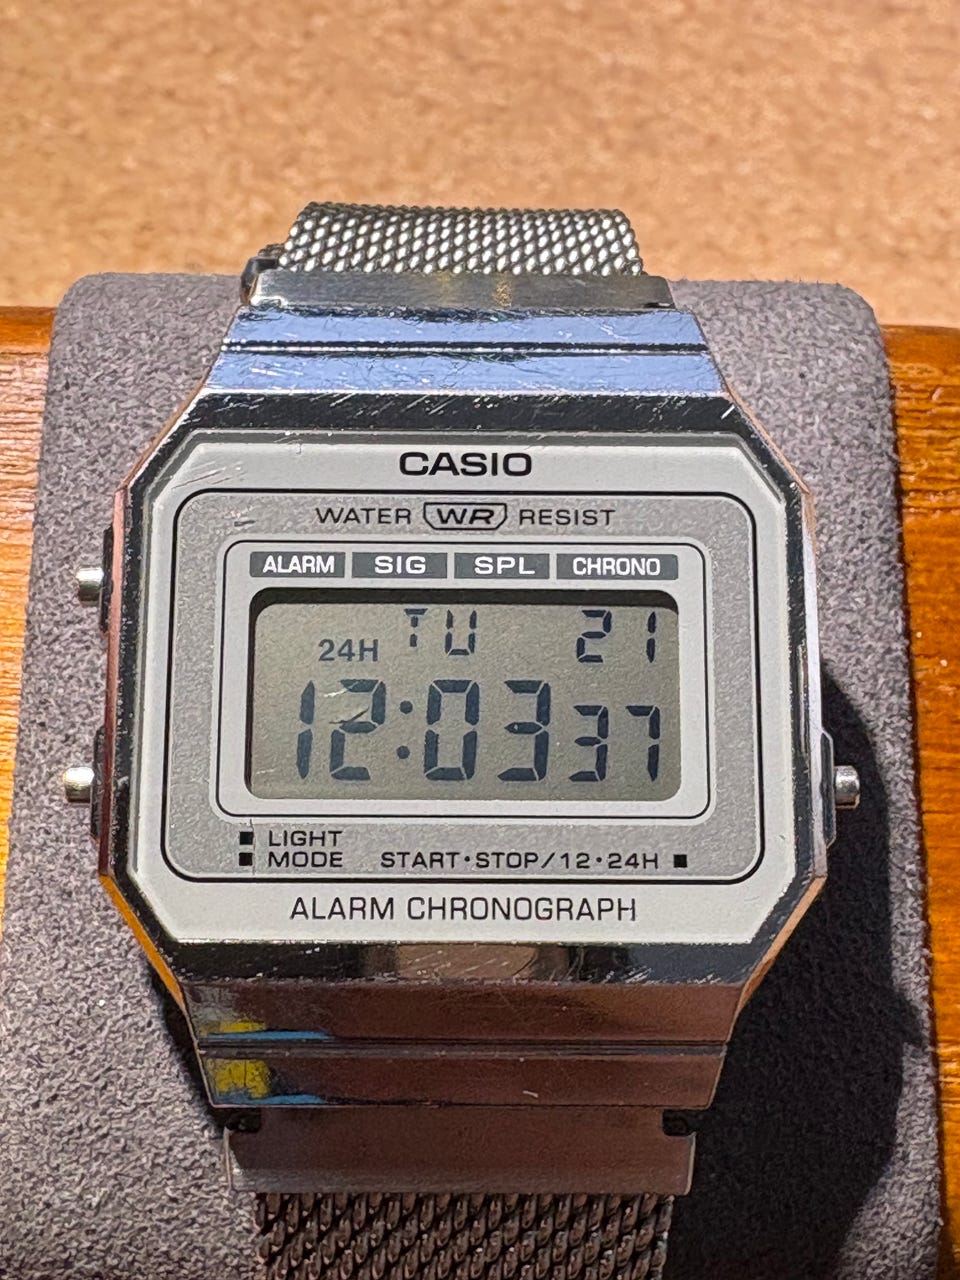 CASIO
WATER WR RESIST
ALARM SIG SPL CHRONO
24H TU 21
12:03 37
LIGHT
MODE START·STOP/12·24H
ALARM CHRONOGRAPH